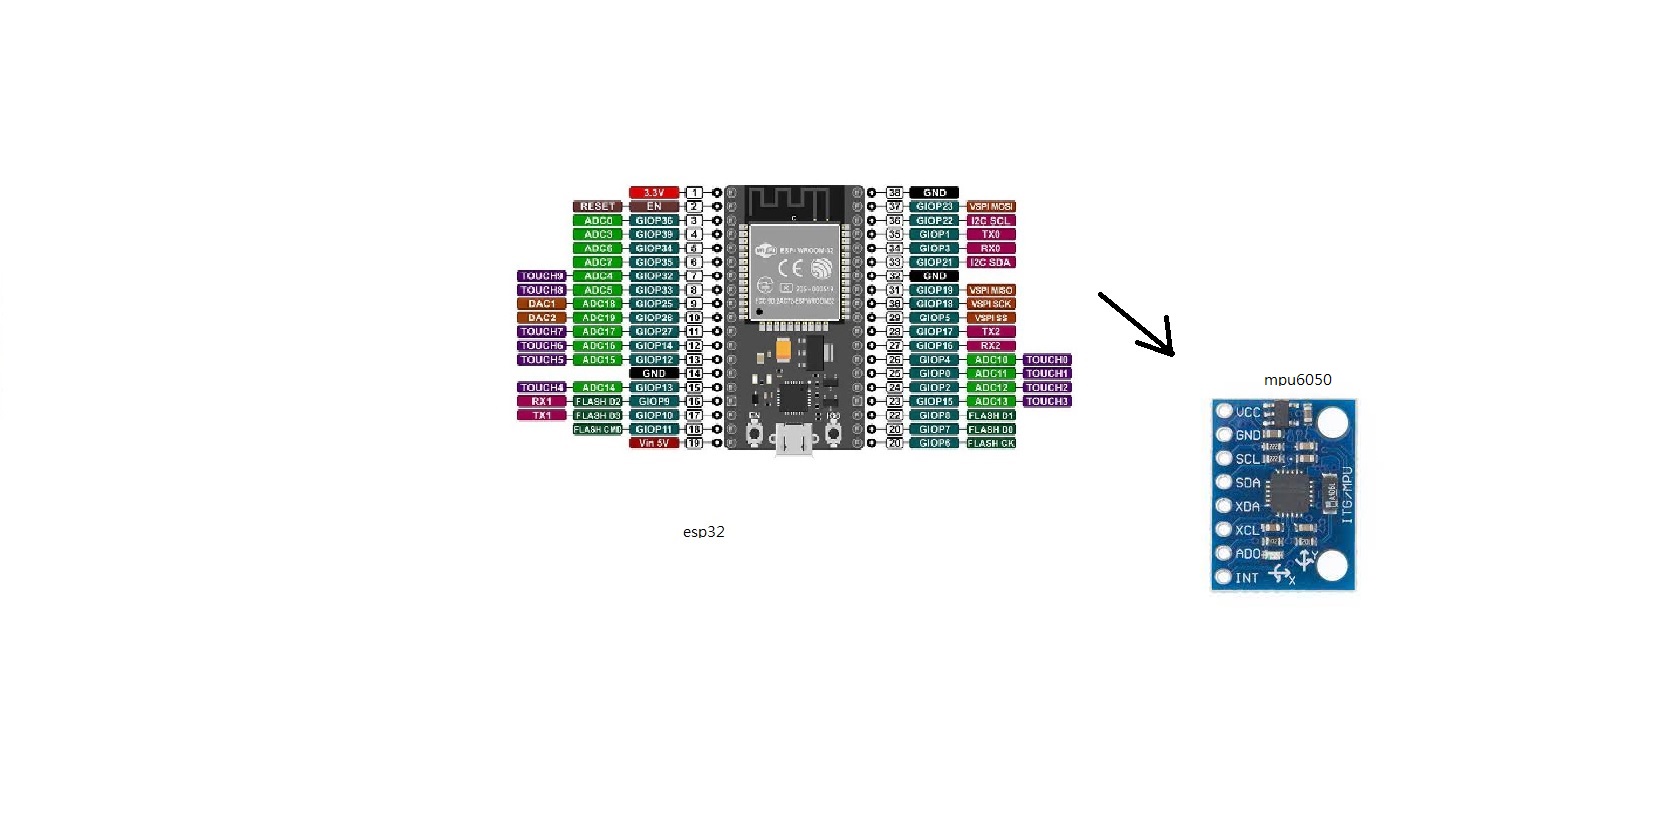 3.3V 1 38 GND
RESET EN 2 37 GIOP23 VSPI MOSI
ADC0 GIOP36 3 36 GIOP22 I2C SCL
ADC3 GIOP39 4 35 GIOP1 TX0
ADC6 GIOP34 5 34 GIOP3 RX0
ADC7 GIOP35 6 33 GIOP21 I2C SDA
TOUCH9 ADC4 GIOP32 7 32 GND
TOUCH8 ADC5 GIOP33 8 31 GIOP19 VSPI MISO
DAC1 ADC18 GIOP25 9 30 GIOP18 VSPI SCK
DAC2 ADC19 GIOP26 10 29 GIOP5 VSPI SS
TOUCH7 ADC17 GIOP27 11 28 GIOP17 TX2
TOUCH6 ADC16 GIOP14 12 27 GIOP16 RX2
TOUCH5 ADC15 GIOP12 13 26 GIOP4 ADC10 TOUCH0
GND 14 25 GIOP0 ADC11 TOUCH1
TOUCH4 ADC14 GIOP13 15 24 GIOP2 ADC12 TOUCH2
RX1 FLASH D2 GIOP9 16 23 GIOP15 ADC13 TOUCH3
TX1 FLASH D3 GIOP10 17 22 GIOP8 FLASH D1
FLASH CMD GIOP11 18 GIOP7 FLASH D0
Vin 5V 19 20 GIOP6 FLASH CK
ESP-WROOM-32
CE
EN
esp32
mpu6050
VCC
GND
SCL
SDA
XDA
XCL
ADO
INT
ITG/MPU
X
Y